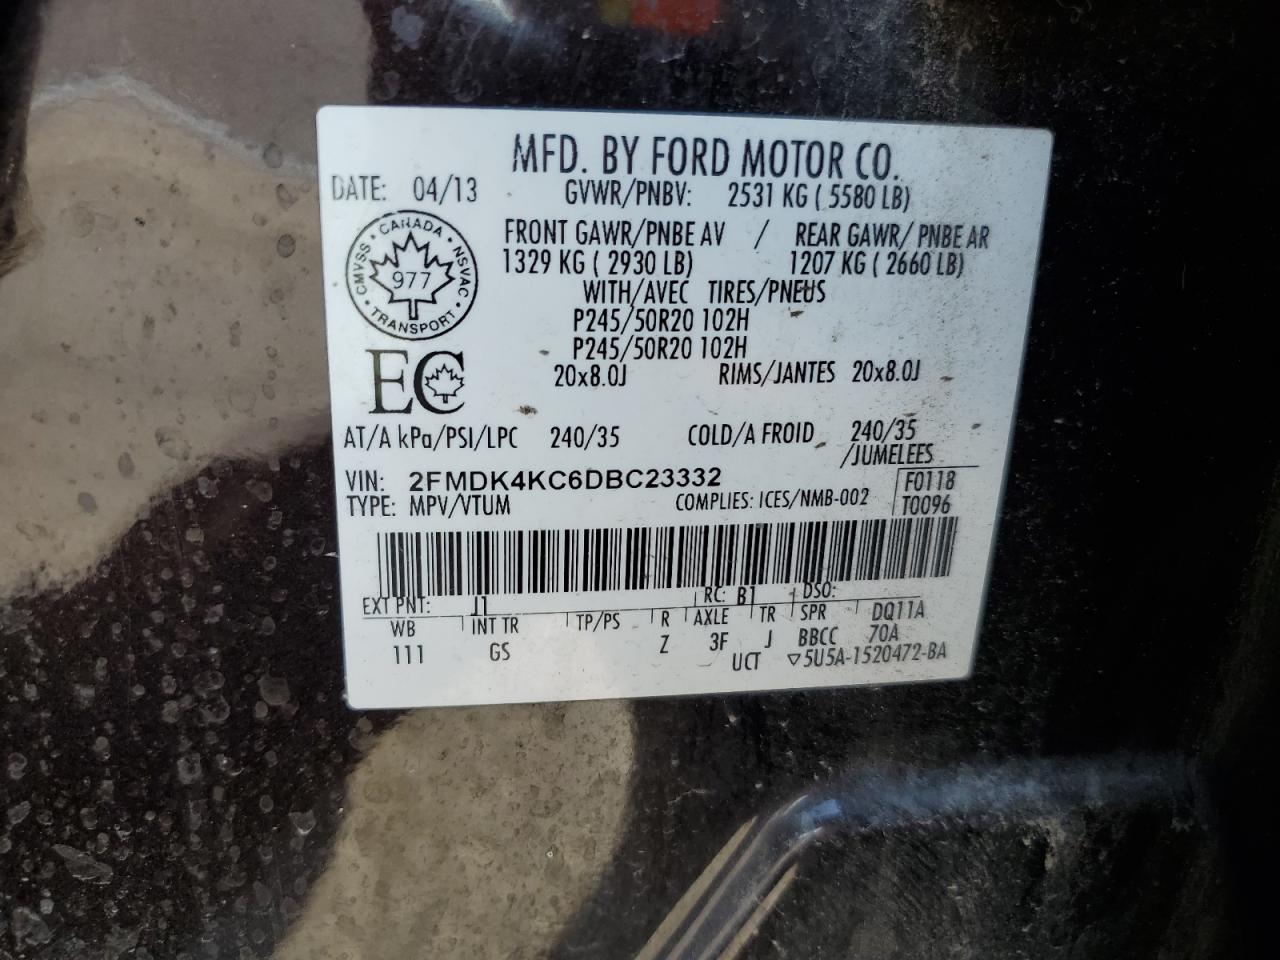 MFD. BY FORD MOTOR CO.
DATE: 04/13 GVWR/PNBV: 2531 KG ( 5580 LB)
FRONT GAWR/PNBE AV / REAR GAWR/ PNBE AR
1329 KG ( 2930 LB) 1207 KG ( 2660 LB)
WITH/AVEC TIRES/PNEUS
P245/50R20 102H
P245/50R20 102H
20x8.0J RIMS/JANTES 20x8.0J
CMVSS • CANADA • NSVAC • TRANSPORT •
977
EC
AT/A kPa/PSI/LPC 240/35 COLD/A FROID 240/35
/JUMELEES
VIN: 2FMDK4KC6DBC23332 F0118
TYPE: MPV/VTUM COMPLIES: ICES/NMB-002 T0096
EXT PNT: J1 RC: B1 DSO:
WB INT TR TP/PS R AXLE TR SPR DQ11A
111 GS Z 3F J BBCC 70A
UCT ▽5U5A-1520472-BA